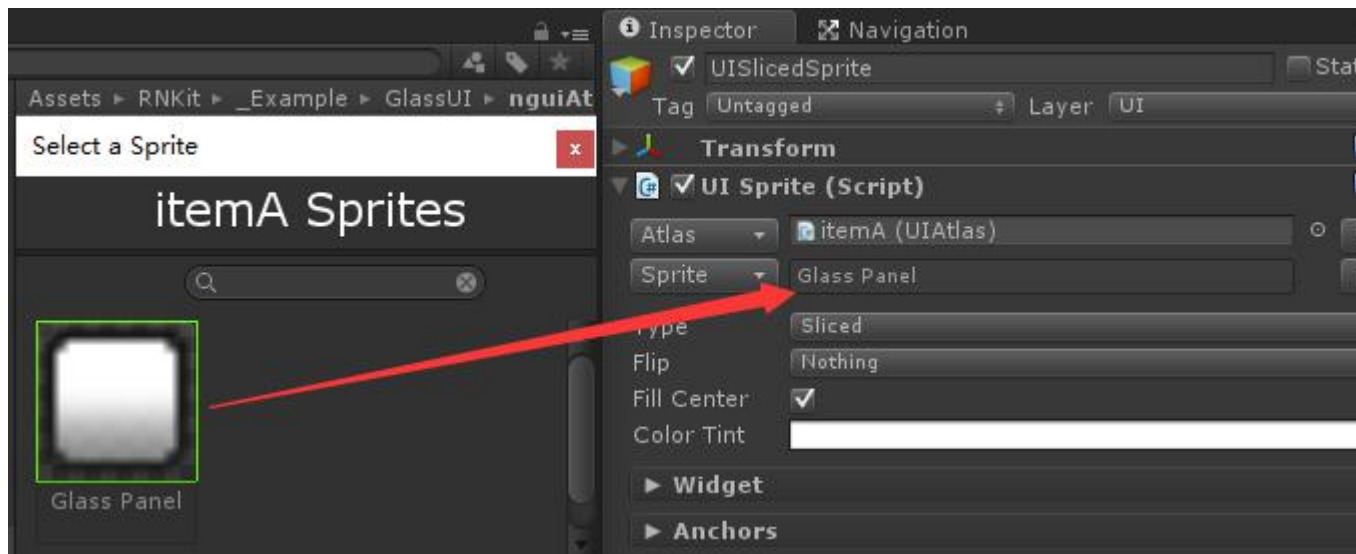 Assets ▸ RNKit ▸ _Example ▸ GlassUI ▸ nguiAt
Select a Sprite
x
itemA Sprites
Glass Panel
Inspector
Navigation
UISlicedSprite
Stat
Tag Untagged
Layer UI
Transform
UI Sprite (Script)
Atlas
itemA (UIAtlas)
Sprite
Glass Panel
Type
Sliced
Flip
Nothing
Fill Center
Color Tint
Widget
Anchors